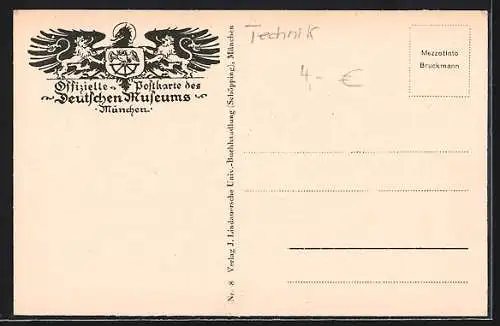 Offizielle Postkarte des
Deutschen Museums
München
Nr. 8 Verlag J. Lindauersche Univ.-Buchhandlung (Schöpping), München
Technik
4,- €
Mezzotinto
Bruckmann